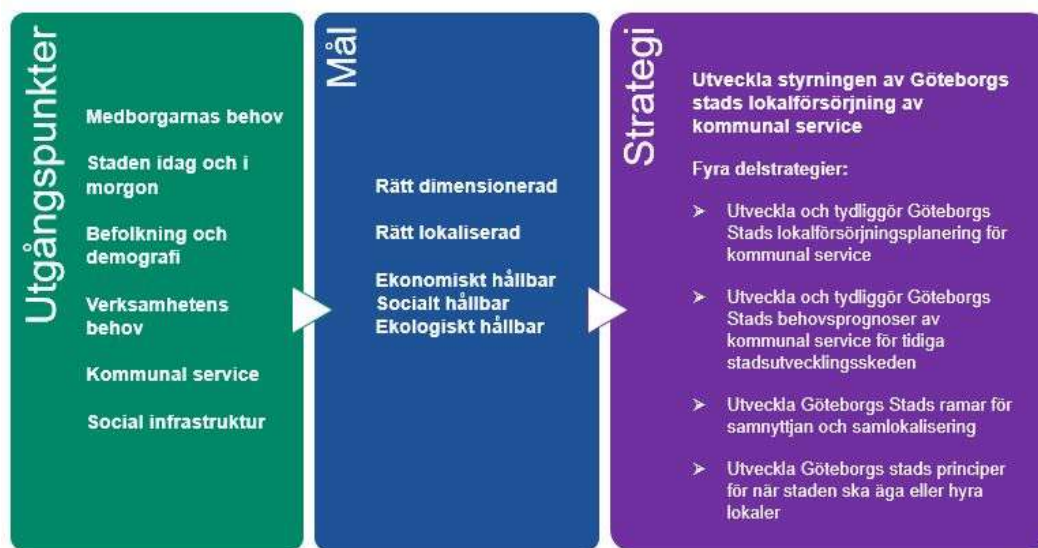 Utgångspunkter
Medborgarnas behov
Staden idag och i
morgon
Befolkning och
demografi
Verksamhetens
behov
Kommunal service
Social infrastruktur
Mål
Rätt dimensionerad
Rätt lokaliserad
Ekonomiskt hållbar
Socialt hållbar
Ekologiskt hållbar
Strategi
Utveckla styrningen av Göteborgs
stads lokalförsörjning av
kommunal service
Fyra delstrategier:
➢ Utveckla och tydliggör Göteborgs
Stads lokalförsörjningsplanering för
kommunal service
➢ Utveckla och tydliggör Göteborgs
Stads behovsprognoser av
kommunal service för tidiga
stadsutvecklingsskeden
➢ Utveckla Göteborgs Stads ramar för
samnyttjan och samlokalisering
➢ Utveckla Göteborgs stads principer
för när staden ska äga eller hyra
lokaler